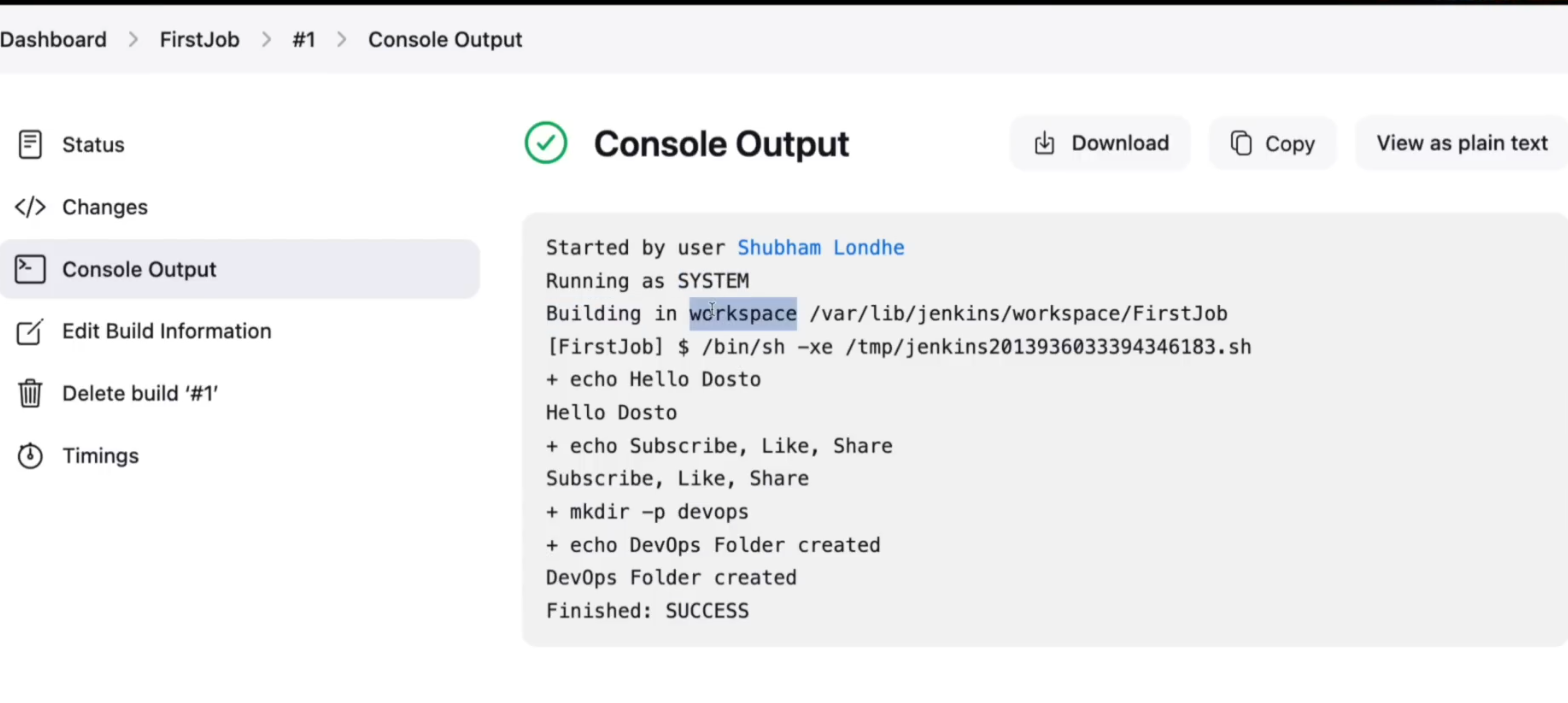 Dashboard > FirstJob > #1 > Console Output
Status
Changes
Console Output
Edit Build Information
Delete build ‘#1’
Timings
Console Output
Download
Copy
View as plain text
Started by user Shubham Londhe
Running as SYSTEM
Building in workspace /var/lib/jenkins/workspace/FirstJob
[FirstJob] $ /bin/sh -xe /tmp/jenkins2013936033394346183.sh
+ echo Hello Dosto
Hello Dosto
+ echo Subscribe, Like, Share
Subscribe, Like, Share
+ mkdir -p devops
+ echo DevOps Folder created
DevOps Folder created
Finished: SUCCESS